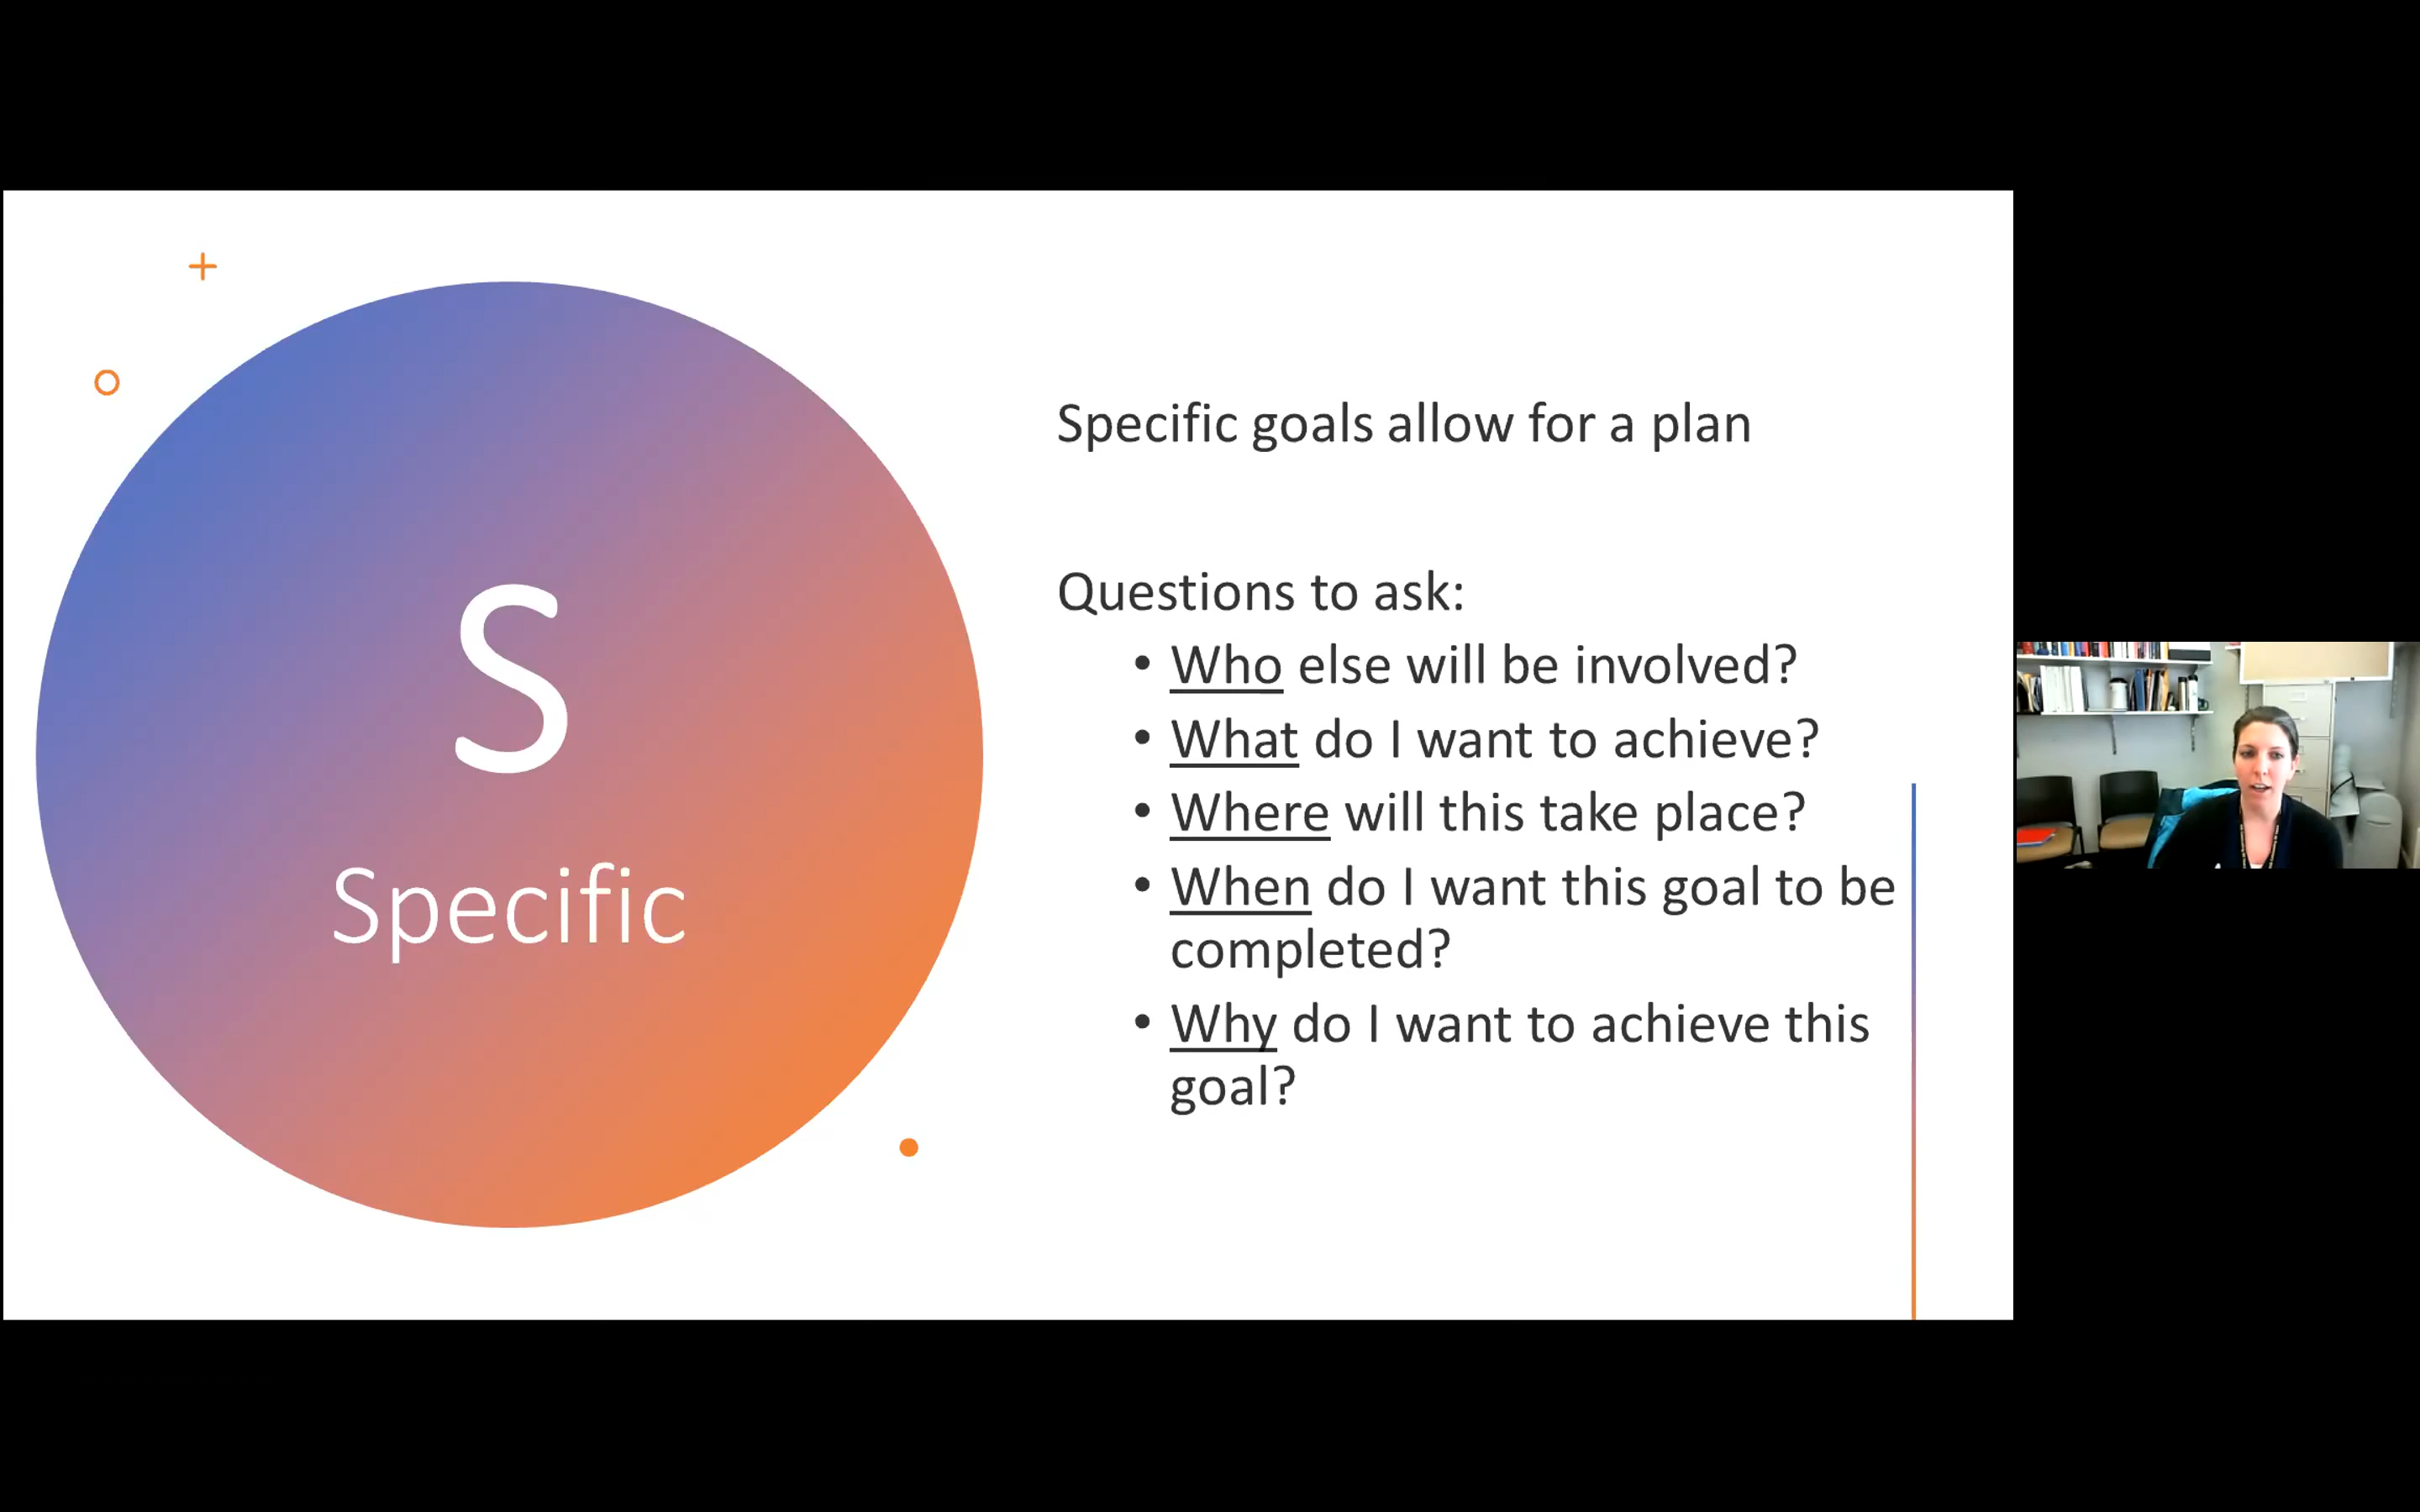 S
Specific
Specific goals allow for a plan
Questions to ask:
• Who else will be involved?
• What do I want to achieve?
• Where will this take place?
• When do I want this goal to be
completed?
• Why do I want to achieve this
goal?